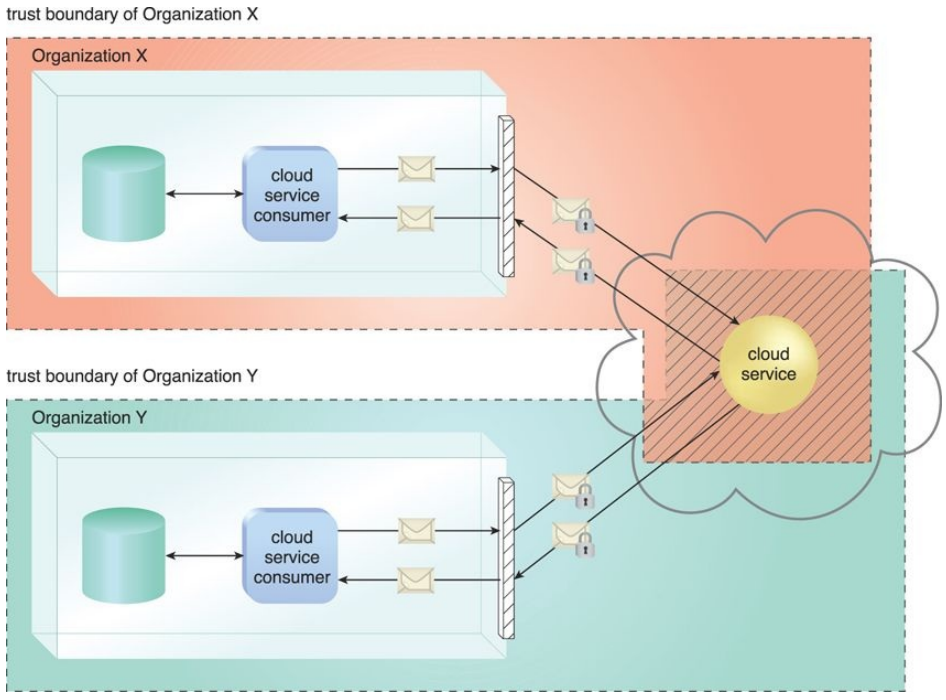 trust boundary of Organization X
Organization X
cloud
service
consumer
cloud
service
trust boundary of Organization Y
Organization Y
cloud
service
consumer